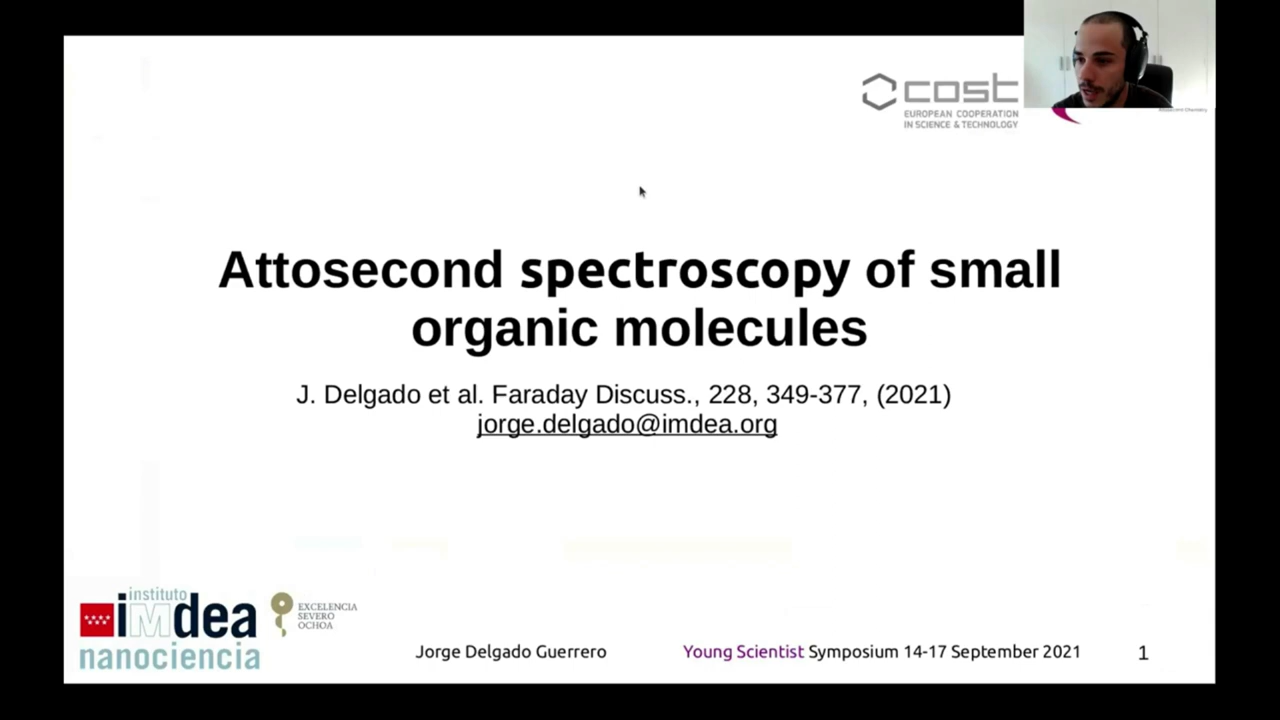 cost
EUROPEAN COOPERATION
IN SCIENCE & TECHNOLOGY
Attosecond spectroscopy of small
organic molecules
J. Delgado et al. Faraday Discuss., 228, 349-377, (2021)
jorge.delgado@imdea.org
instituto
imdea
nanociencia
EXCELENCIA
SEVERO
OCHOA
Jorge Delgado Guerrero
Young Scientist Symposium 14-17 September 2021
1